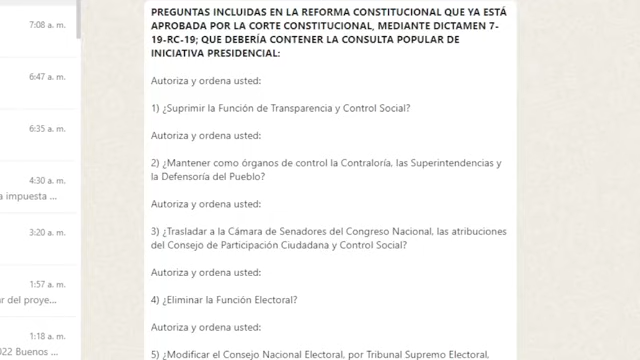 PREGUNTAS INCLUIDAS EN LA REFORMA CONSTITUCIONAL QUE YA ESTÁ
APROBADA POR LA CORTE CONSTITUCIONAL, MEDIANTE DICTAMEN 7-
19-RC-19; QUE DEBERÍA CONTENER LA CONSULTA POPULAR DE
INICIATIVA PRESIDENCIAL:
Autoriza y ordena usted:
1) ¿Suprimir la Función de Transparencia y Control Social?
Autoriza y ordena usted:
2) ¿Mantener como órganos de control la Contraloría, las Superintendencias y
la Defensoría del Pueblo?
Autoriza y ordena usted:
3) ¿Trasladar a la Cámara de Senadores del Congreso Nacional, las atribuciones
del Consejo de Participación Ciudadana y Control Social?
Autoriza y ordena usted:
4) ¿Eliminar la Función Electoral?
Autoriza y ordena usted:
5) ¿Modificar el Consejo Nacional Electoral, por Tribunal Supremo Electoral,
7:08 a. m.
6:47 a. m.
6:35 a. m.
4:30 a. m.
a impuesta ...
3:20 a. m.
1:57 a. m.
ar del proye...
1:18 a. m.
022 Buenos ...